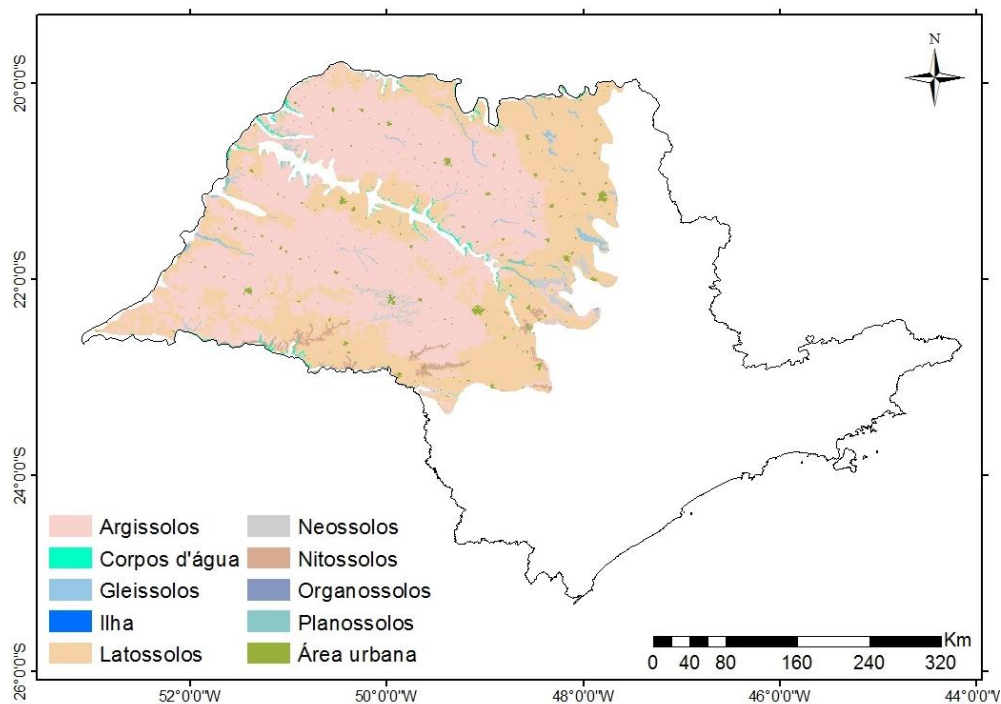 N
20°0'0"S
22°0'0"S
24°0'0"S
26°0'0"S
Argissolos
Corpos d'água
Gleissolos
Ilha
Latossolos
Neossolos
Nitossolos
Organossolos
Planossolos
Área urbana
Km
0 40 80 160 240 320
52°0'0"W 50°0'0"W 48°0'0"W 46°0'0"W 44°0'0"W